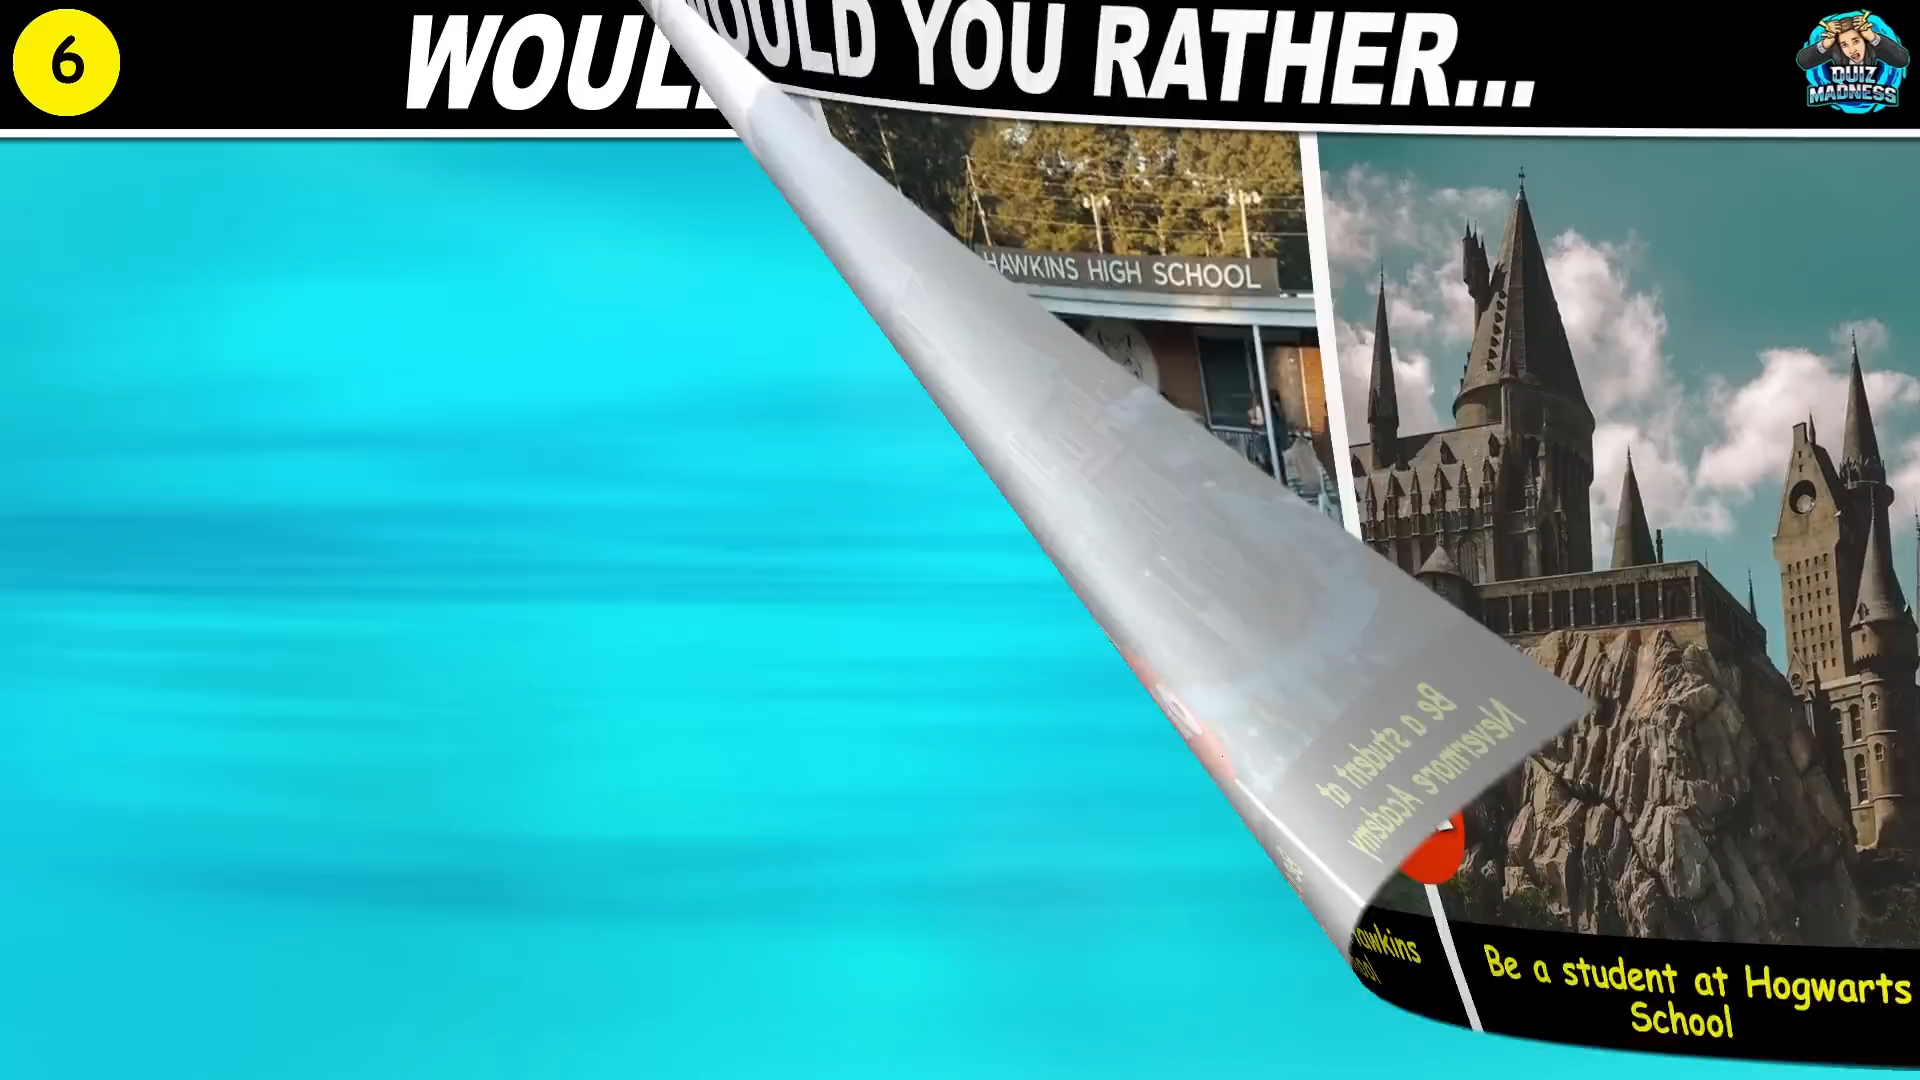 6
WOUL
OULD YOU RATHER...
QUIZ
MADNESS
HAWKINS HIGH SCHOOL
Be a student at
Nevermore Academy
Be a student at Hogwarts
School